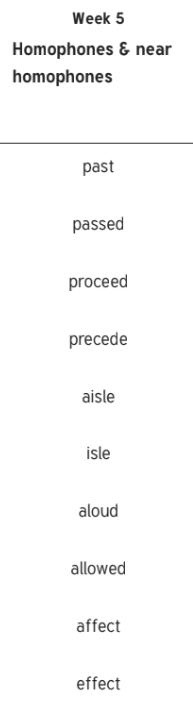 Week 5
Homophones & near
homophones
past
passed
proceed
precede
aisle
isle
aloud
allowed
affect
effect